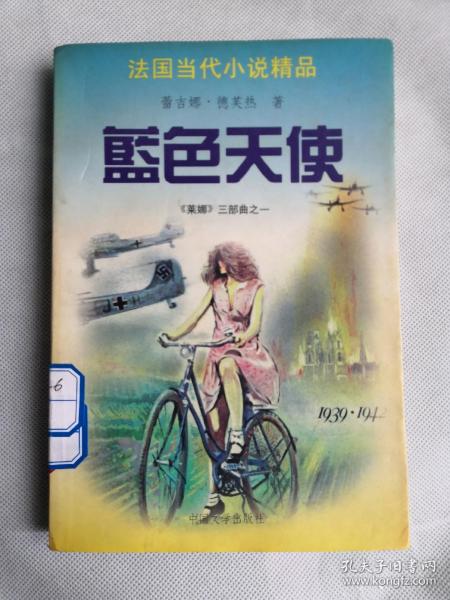 法国当代小说精品
蕾吉娜·德芙热 著
藍色天使
《莱娜》三部曲之一
J
H
-6
1939·1942
中国文学出版社
孔夫子旧书网
www.kongfz.com